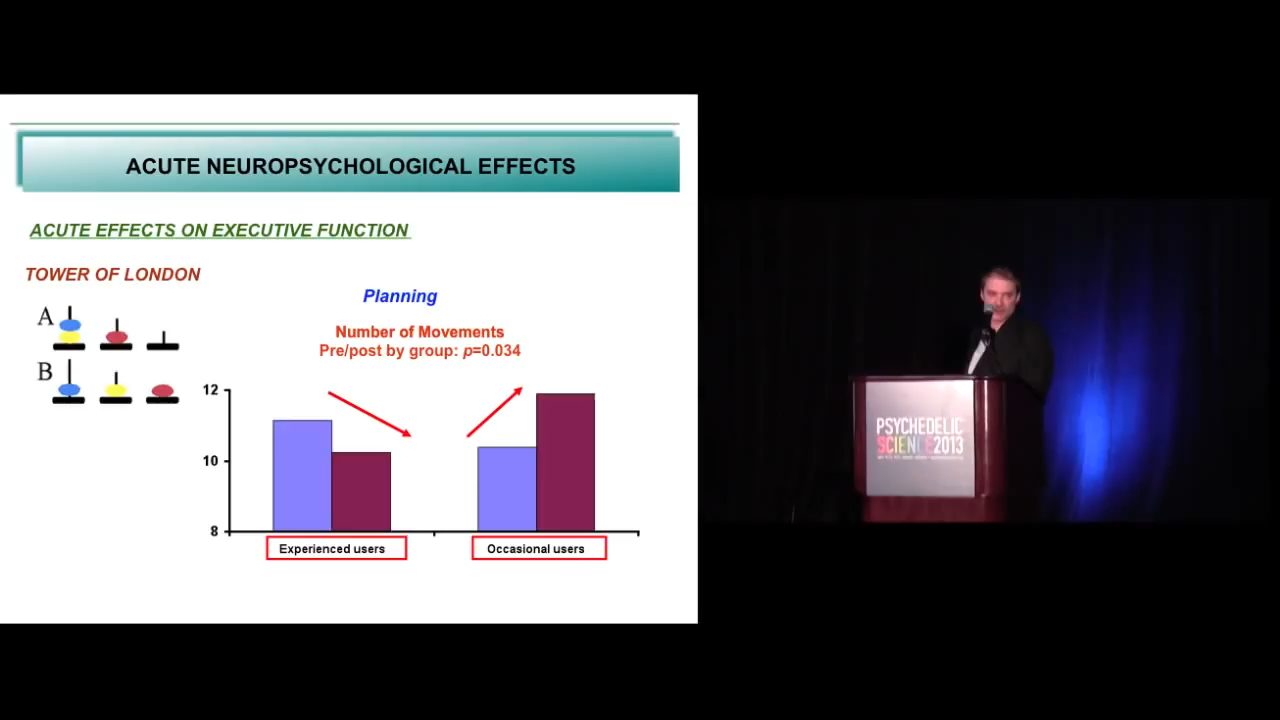 ACUTE NEUROPSYCHOLOGICAL EFFECTS
ACUTE EFFECTS ON EXECUTIVE FUNCTION
TOWER OF LONDON
A
B
Planning
Number of Movements
Pre/post by group: p=0.034
12
10
8
Experienced users
Occasional users
PSYCHEDELIC
SCIENCE2013